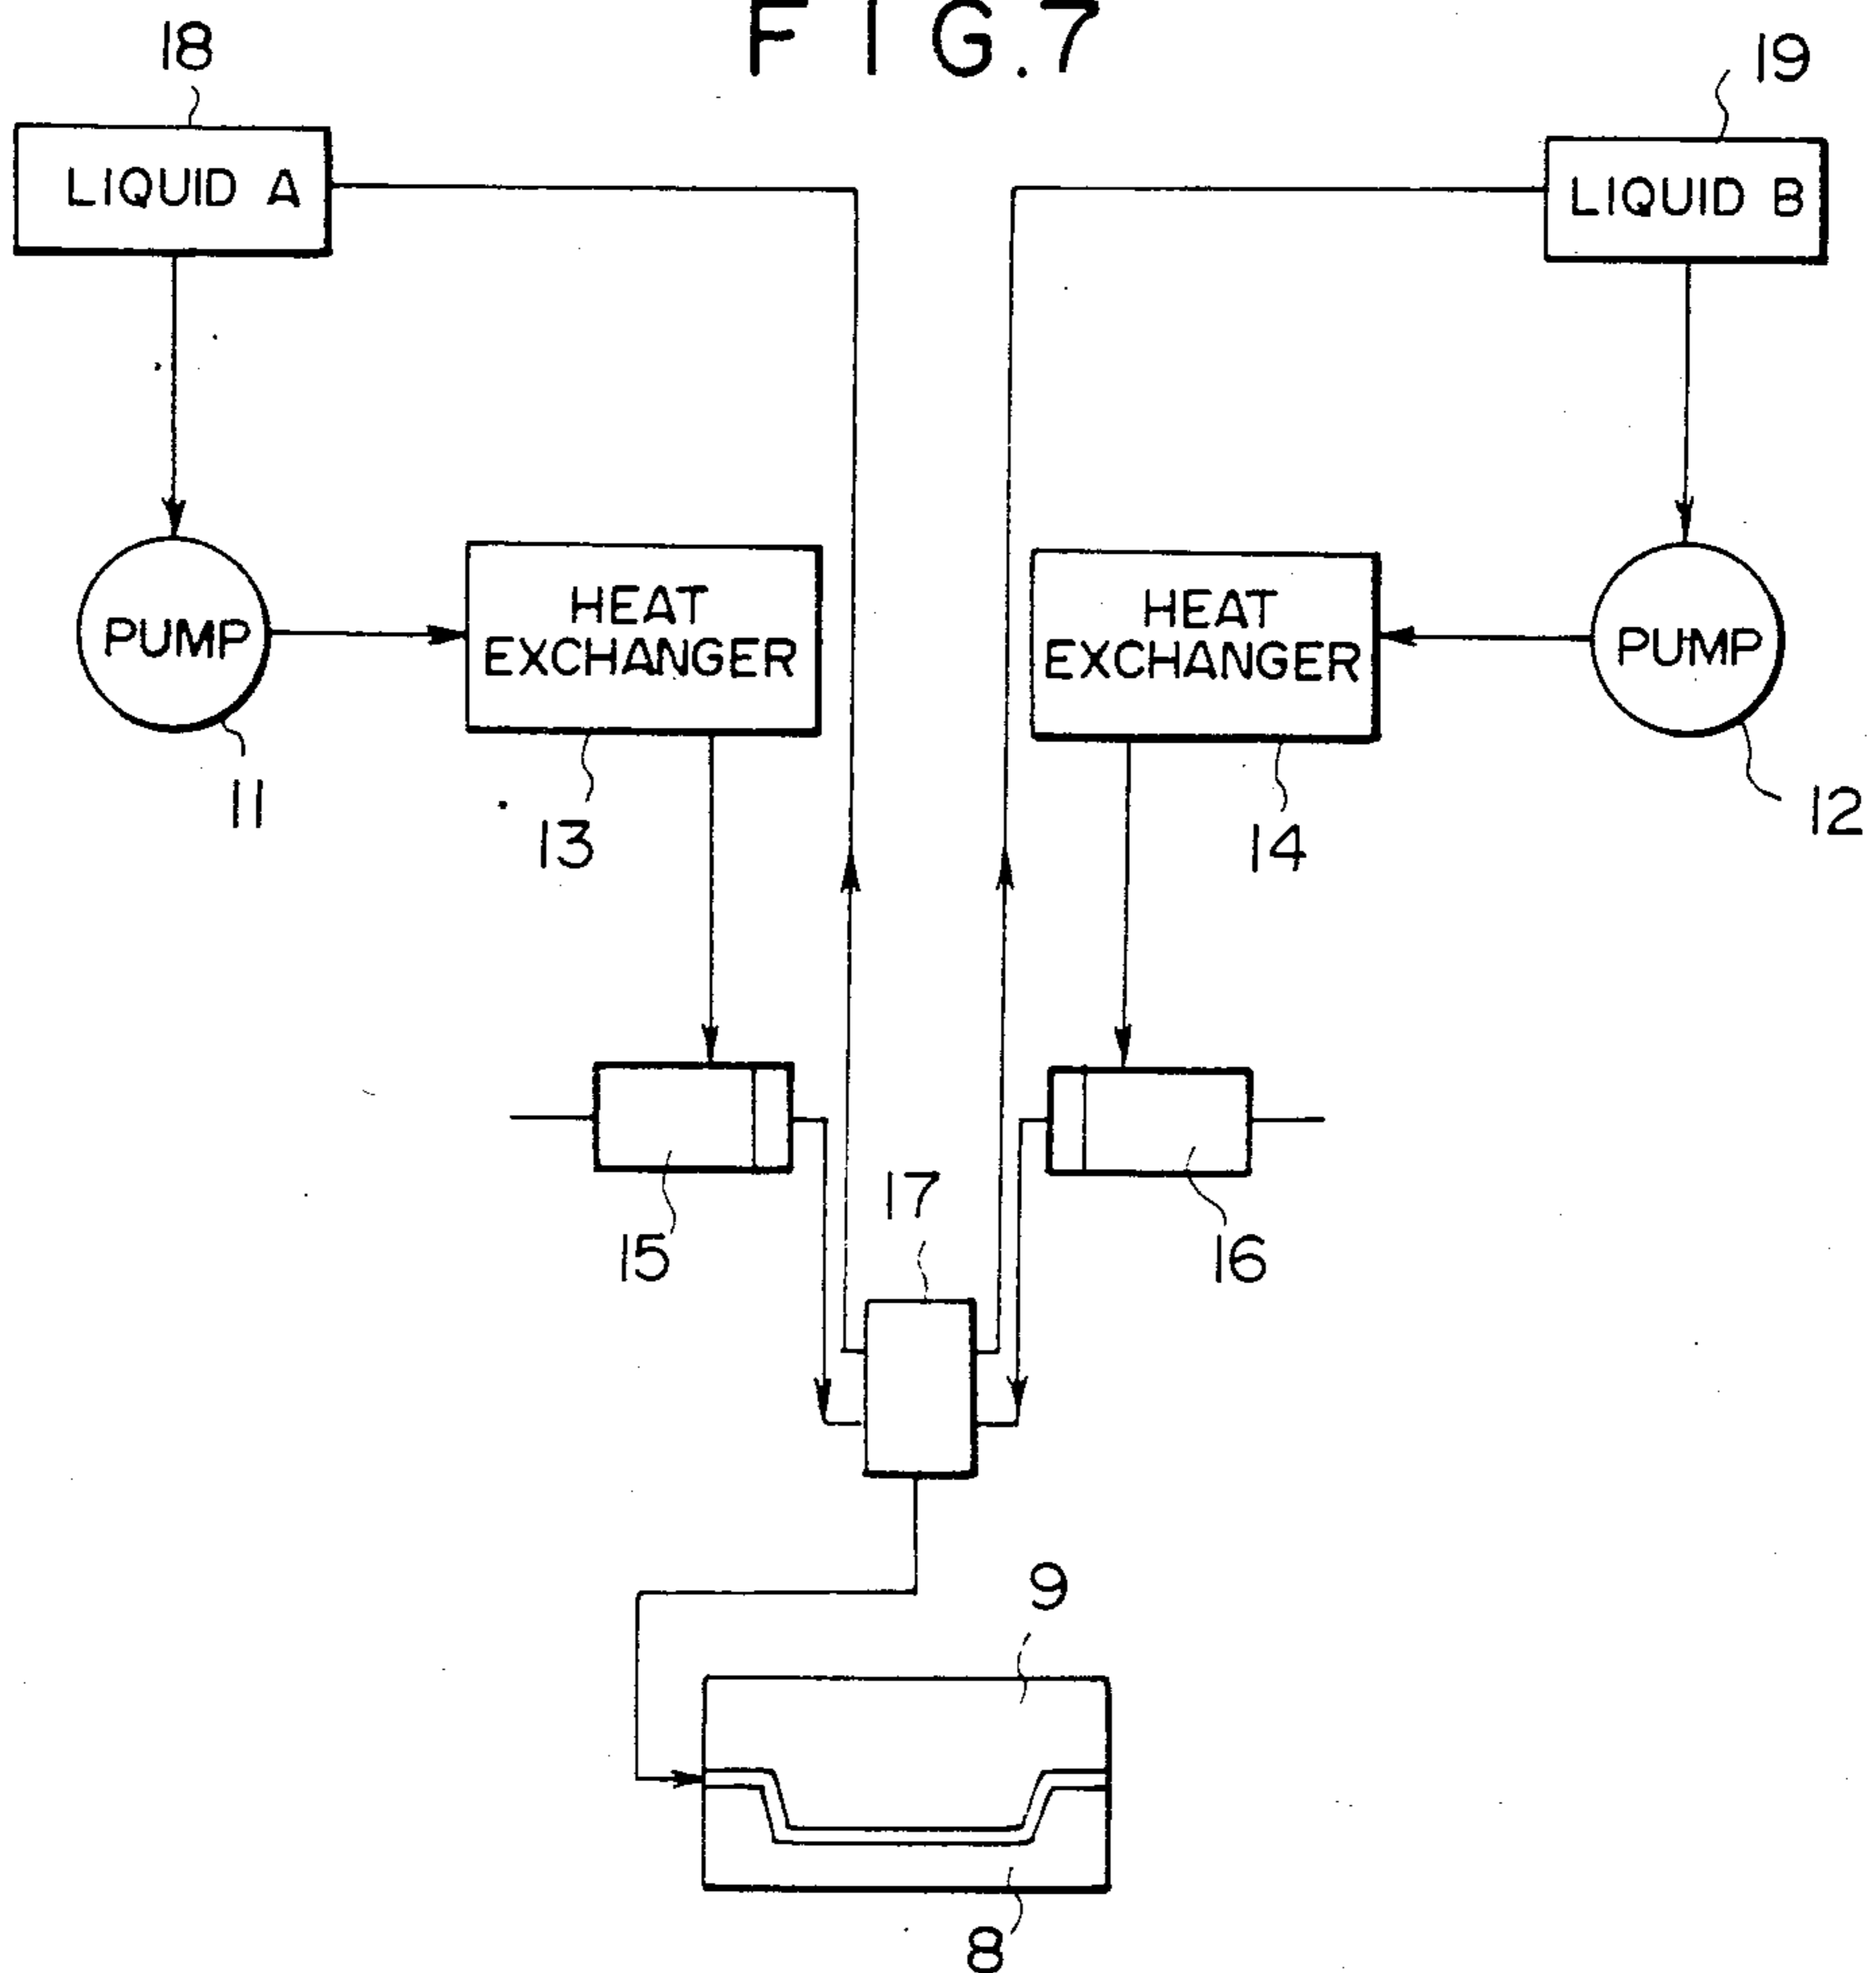 FIG.7
18
19
LIQUID A
LIQUID B
PUMP
HEAT
EXCHANGER
HEAT
EXCHANGER
PUMP
11
13
14
12
15
17
16
9
8